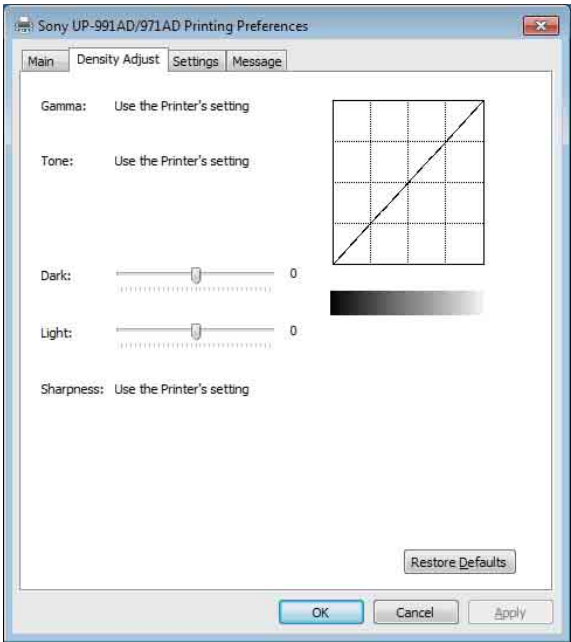 Sony UP-991AD/971AD Printing Preferences
Main Density Adjust Settings Message
Gamma: Use the Printer's setting
Tone: Use the Printer's setting
Dark: 0
Light: 0
Sharpness: Use the Printer's setting
Restore Defaults
OK Cancel Apply